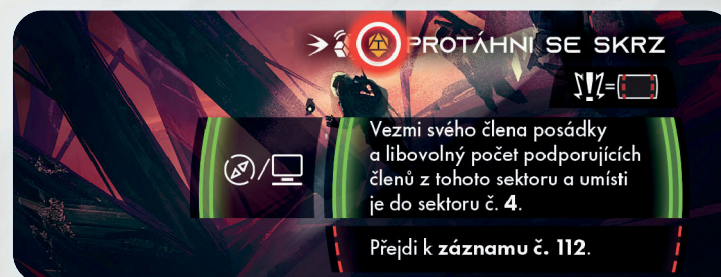 PROTÁHNI SE SKRZ
Vezmi svého člena posádky
a libovolný počet podporujících
členů z tohoto sektoru a umísti
je do sektoru č. 4.
Přejdi k záznamu č. 112.